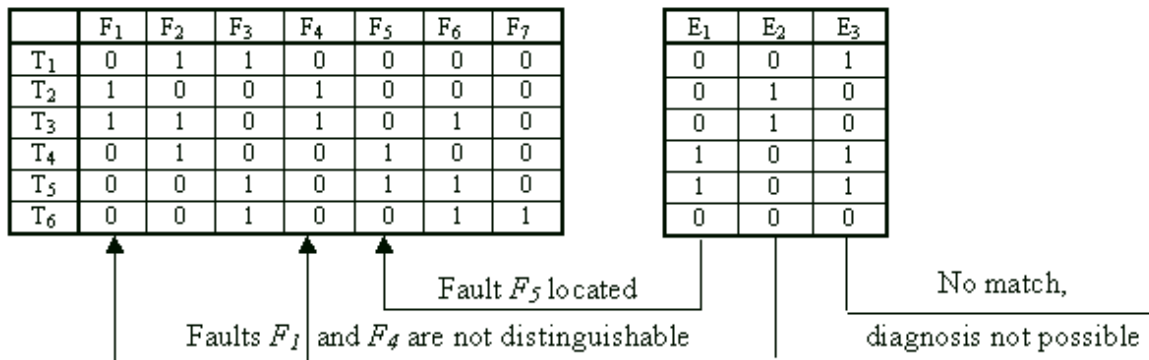 F1 F2 F3 F4 F5 F6 F7 E1 E2 E3
T1 0 1 1 0 0 0 0 0 0 1
T2 1 0 0 1 0 0 0 0 1 0
T3 1 1 0 1 0 1 0 0 1 0
T4 0 1 0 0 1 0 0 1 0 1
T5 0 0 1 0 1 1 0 1 0 1
T6 0 0 1 0 0 1 1 0 0 0
Fault F5 located
No match,
Faults F1 and F4 are not distinguishable
diagnosis not possible